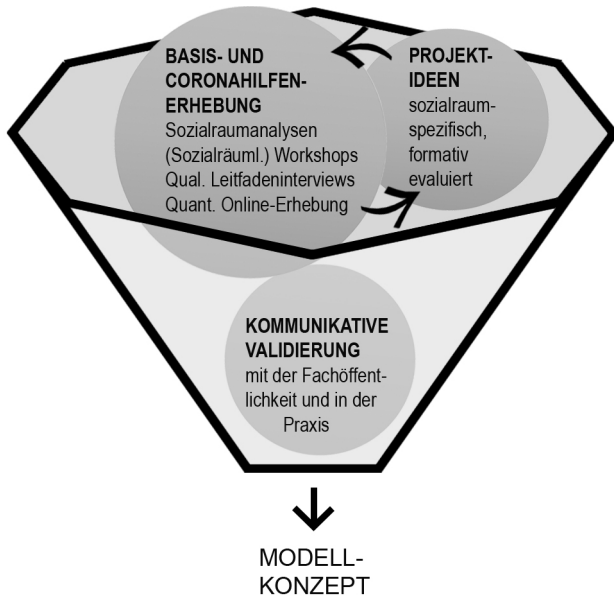 BASIS- UND
CORONAHILFEN-
ERHEBUNG
Sozialraumanalysen
(Sozialräuml.) Workshops
Qual. Leitfadeninterviews
Quant. Online-Erhebung
PROJEKT-
IDEEN
sozialraum-
spezifisch,
formativ
evaluiert
KOMMUNIKATIVE
VALIDIERUNG
mit der Fachöffent-
lichkeit und in der
Praxis
MODELL-
KONZEPT